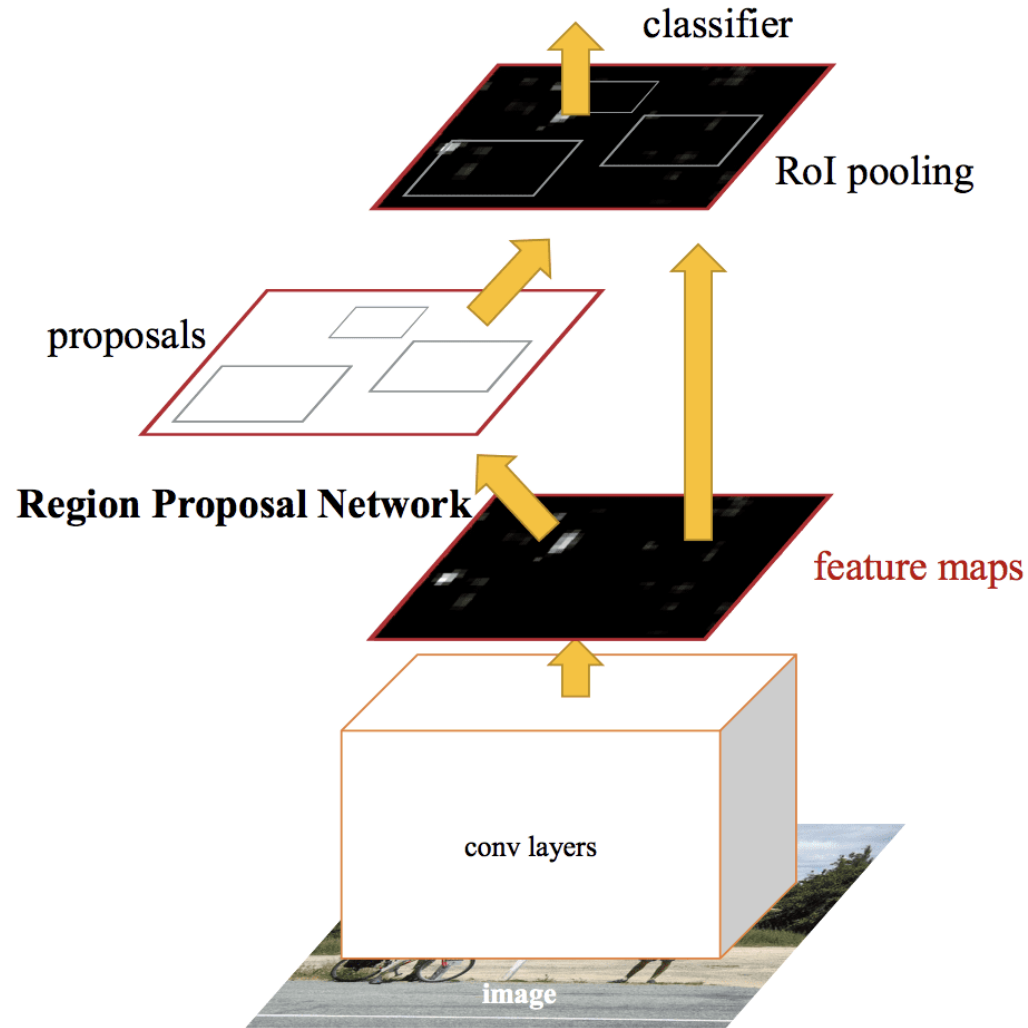 classifier
RoI pooling
proposals
Region Proposal Network
feature maps
conv layers
image